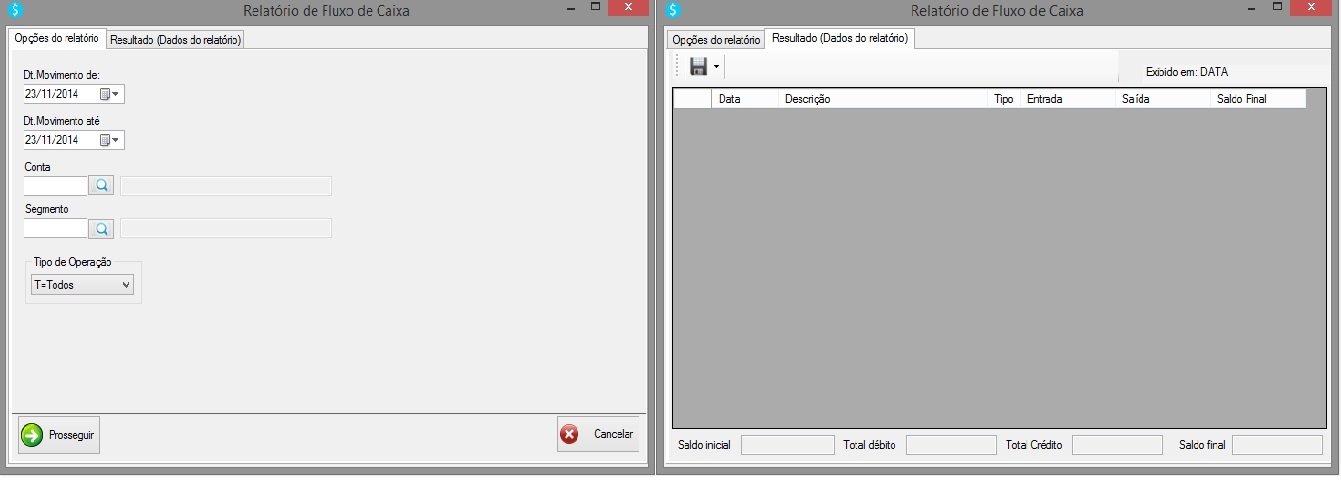 Relatório de Fluxo de Caixa
Opções do relatório Resultado (Dados do relatório)
Dt.Movimento de:
23/11/2014
Dt.Movimento até
23/11/2014
Conta
Segmento
Tipo de Operação
T=Todos
Prosseguir Cancelar
Relatório de Fluxo de Caixa
Opções do relatório Resultado (Dados do relatório)
Exibido em: DATA
Data Descrição Tipo Entrada Saída Saldo Final
Saldo inicial Total débito Total Crédito Saldo final